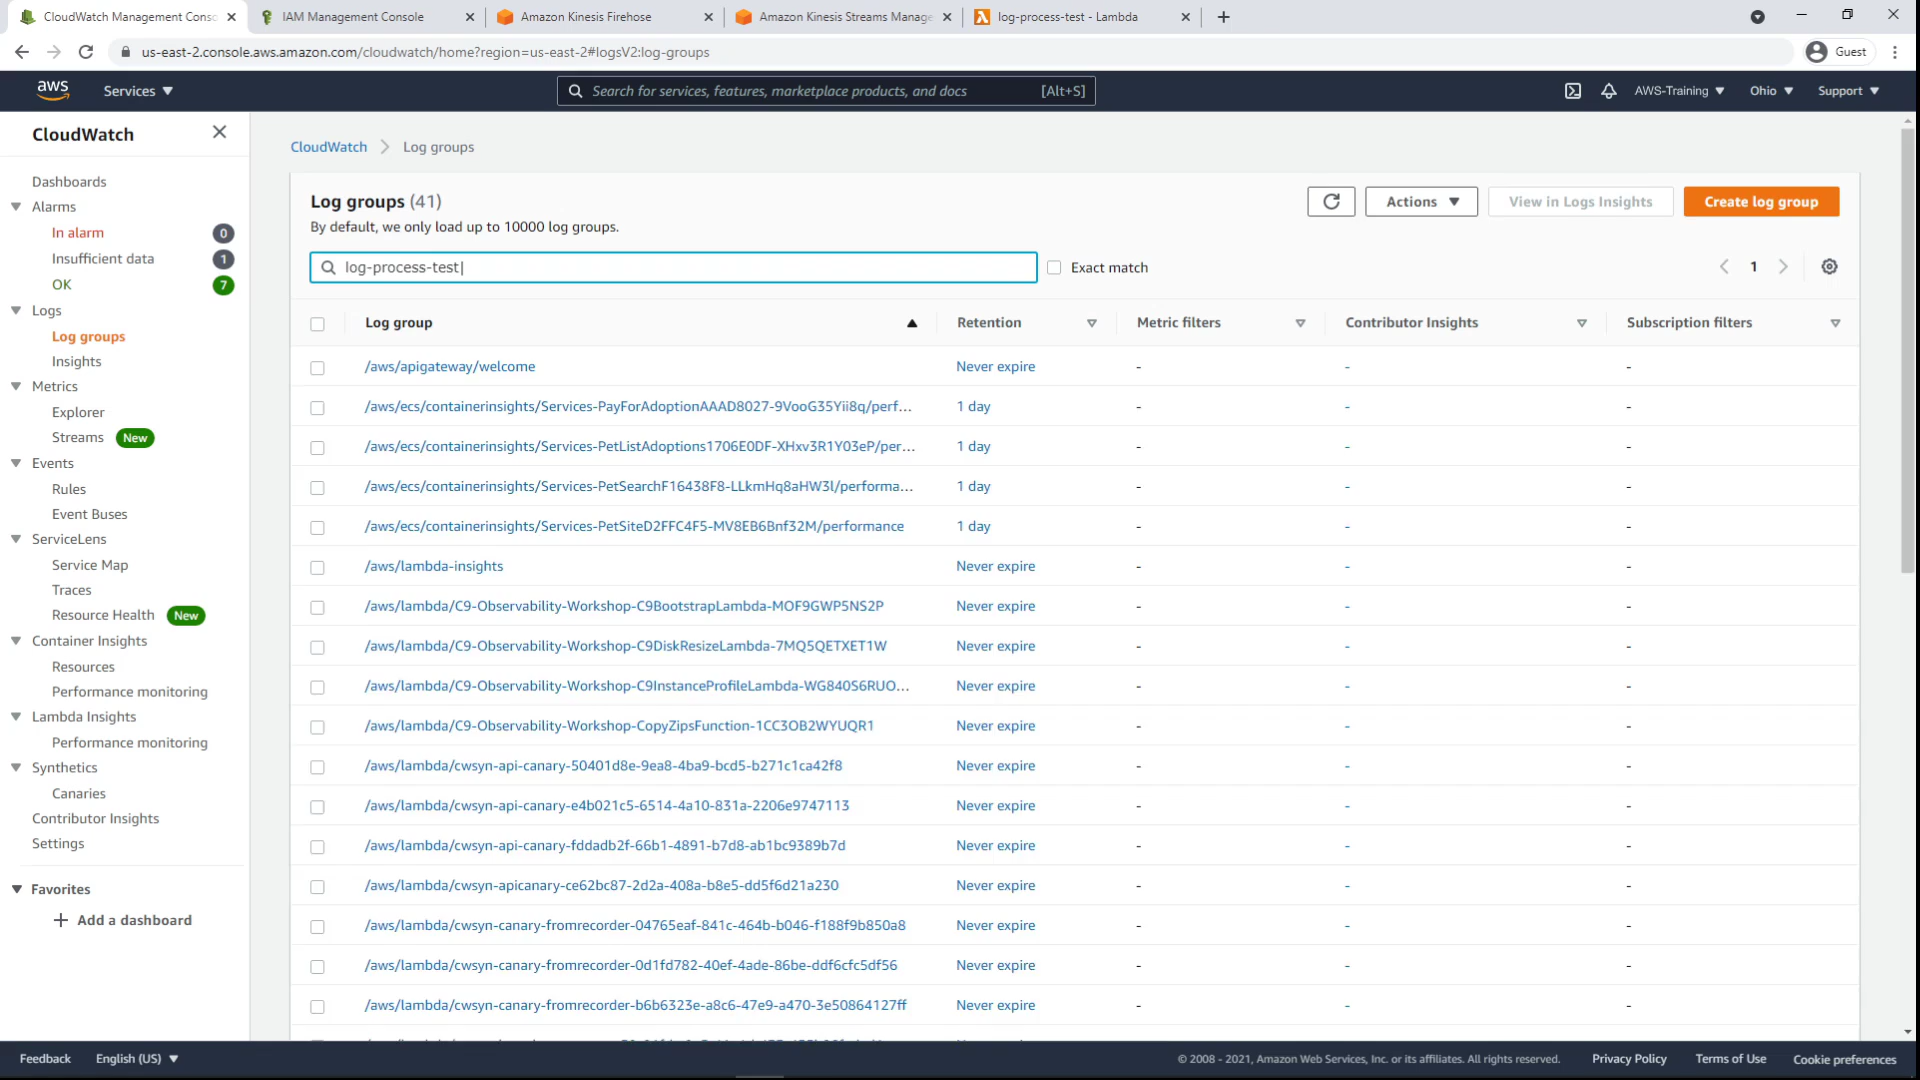 CloudWatch Management Conso
IAM Management Console
Amazon Kinesis Firehose
Amazon Kinesis Streams Manage
log-process-test - Lambda
us-east-2.console.aws.amazon.com/cloudwatch/home?region=us-east-2#logsV2:log-groups
Guest
aws
Services
Search for services, features, marketplace products, and docs
[Alt+S]
AWS-Training
Ohio
Support
CloudWatch
Dashboards
Alarms
In alarm 0
Insufficient data 1
OK 7
Logs
Log groups
Insights
Metrics
Explorer
Streams New
Events
Rules
Event Buses
ServiceLens
Service Map
Traces
Resource Health New
Container Insights
Resources
Performance monitoring
Lambda Insights
Performance monitoring
Synthetics
Canaries
Contributor Insights
Settings
Favorites
Add a dashboard
CloudWatch > Log groups
Log groups (41)
By default, we only load up to 10000 log groups.
Actions
View in Logs Insights
Create log group
log-process-test
Exact match
1
Log group Retention Metric filters Contributor Insights Subscription filters
/aws/apigateway/welcome Never expire - - -
/aws/ecs/containerinsights/Services-PayForAdoptionAAAD8027-9VooG35Yii8q/perf... 1 day - - -
/aws/ecs/containerinsights/Services-PetListAdoptions1706E0DF-XHxv3R1Y03eP/per... 1 day - - -
/aws/ecs/containerinsights/Services-PetSearchF16438F8-LLkmHq8aHW3l/performa... 1 day - - -
/aws/ecs/containerinsights/Services-PetSiteD2FFC4F5-MV8EB6Bnf32M/performance 1 day - - -
/aws/lambda-insights Never expire - - -
/aws/lambda/C9-Observability-Workshop-C9BootstrapLambda-MOF9GWP5NS2P Never expire - - -
/aws/lambda/C9-Observability-Workshop-C9DiskResizeLambda-7MQ5QETXET1W Never expire - - -
/aws/lambda/C9-Observability-Workshop-C9InstanceProfileLambda-WG840S6RUO... Never expire - - -
/aws/lambda/C9-Observability-Workshop-CopyZipsFunction-1CC3OB2WYUQR1 Never expire - - -
/aws/lambda/cwsyn-api-canary-50401d8e-9ea8-4ba9-bcd5-b271c1ca42f8 Never expire - - -
/aws/lambda/cwsyn-api-canary-e4b021c5-6514-4a10-831a-2206e9747113 Never expire - - -
/aws/lambda/cwsyn-api-canary-fddadb2f-66b1-4891-b7d8-ab1bc9389b7d Never expire - - -
/aws/lambda/cwsyn-apicanary-ce62bc87-2d2a-408a-b8e5-dd5f6d21a230 Never expire - - -
/aws/lambda/cwsyn-canary-fromrecorder-04765eaf-841c-464b-b046-f188f9b850a8 Never expire - - -
/aws/lambda/cwsyn-canary-fromrecorder-0d1fd782-40ef-4ade-86be-ddf6cfc5df56 Never expire - - -
/aws/lambda/cwsyn-canary-fromrecorder-b6b6323e-a8c6-47e9-a470-3e50864127ff Never expire - - -
Feedback
English (US)
© 2008 - 2021, Amazon Web Services, Inc. or its affiliates. All rights reserved.
Privacy Policy
Terms of Use
Cookie preferences